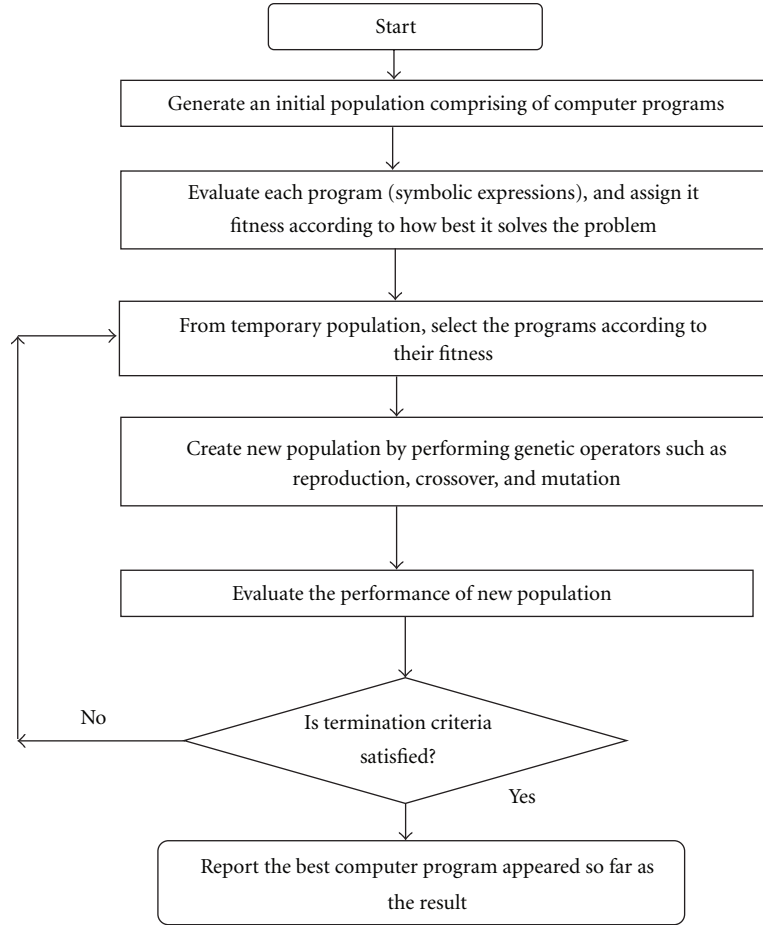 Start
Generate an initial population comprising of computer programs
Evaluate each program (symbolic expressions), and assign it
fitness according to how best it solves the problem
From temporary population, select the programs according to
their fitness
Create new population by performing genetic operators such as
reproduction, crossover, and mutation
Evaluate the performance of new population
Is termination criteria
satisfied?
No
Yes
Report the best computer program appeared so far as
the result